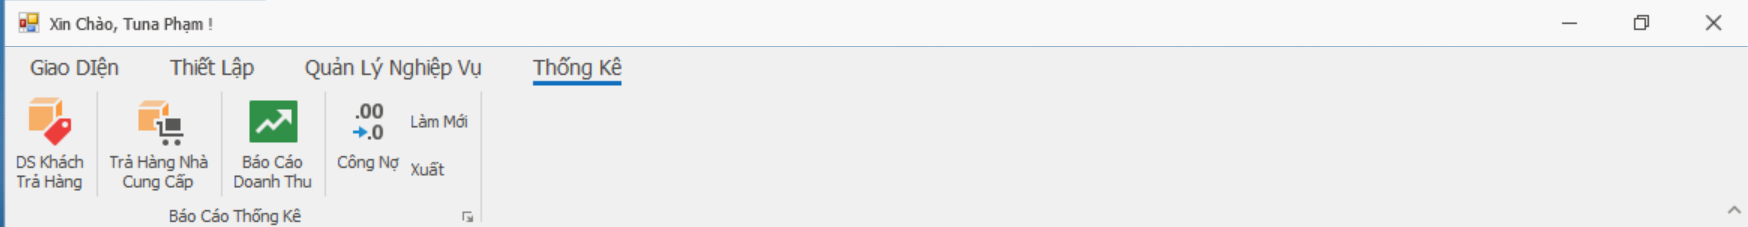 Xin Chào, Tuna Phạm !
Giao DIện Thiết Lập Quản Lý Nghiệp Vụ Thống Kê
DS Khách
Trả Hàng
Trả Hàng Nhà
Cung Cấp
Báo Cáo
Doanh Thu
.00
.0
Công Nợ
Làm Mới
Xuất
Báo Cáo Thống Kê